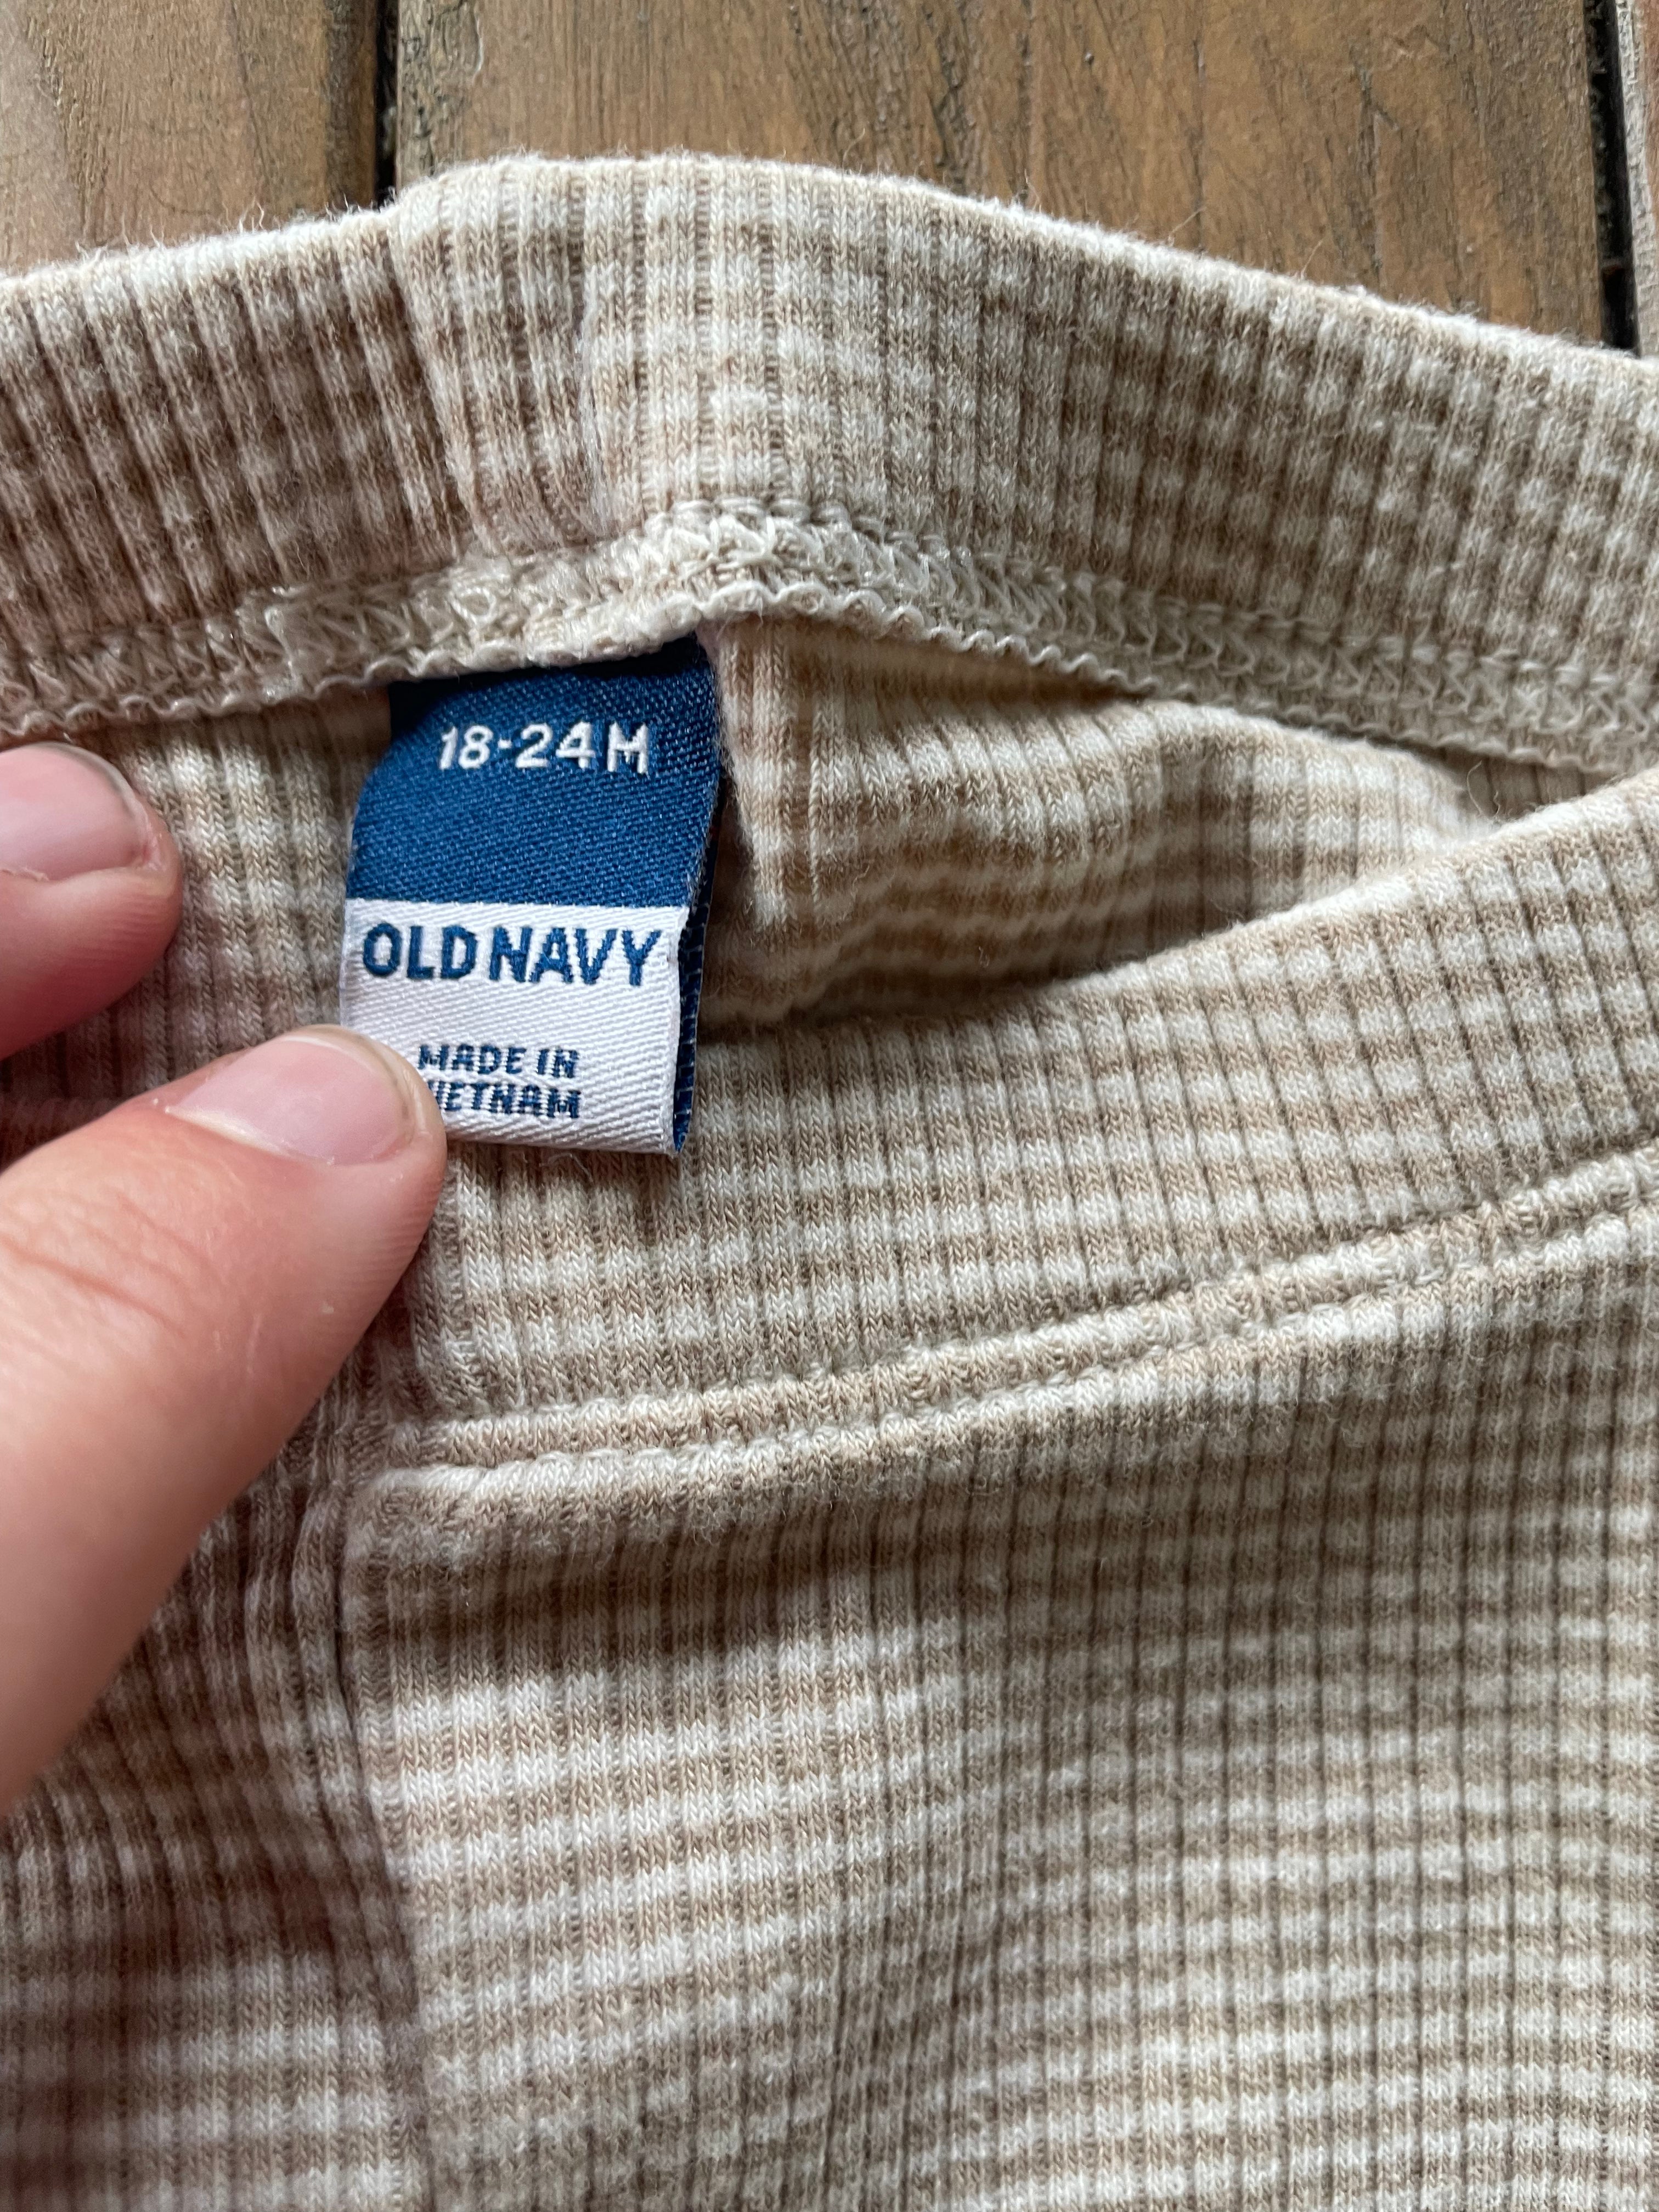 18-24M
OLD NAVY
MADE IN
VIETNAM